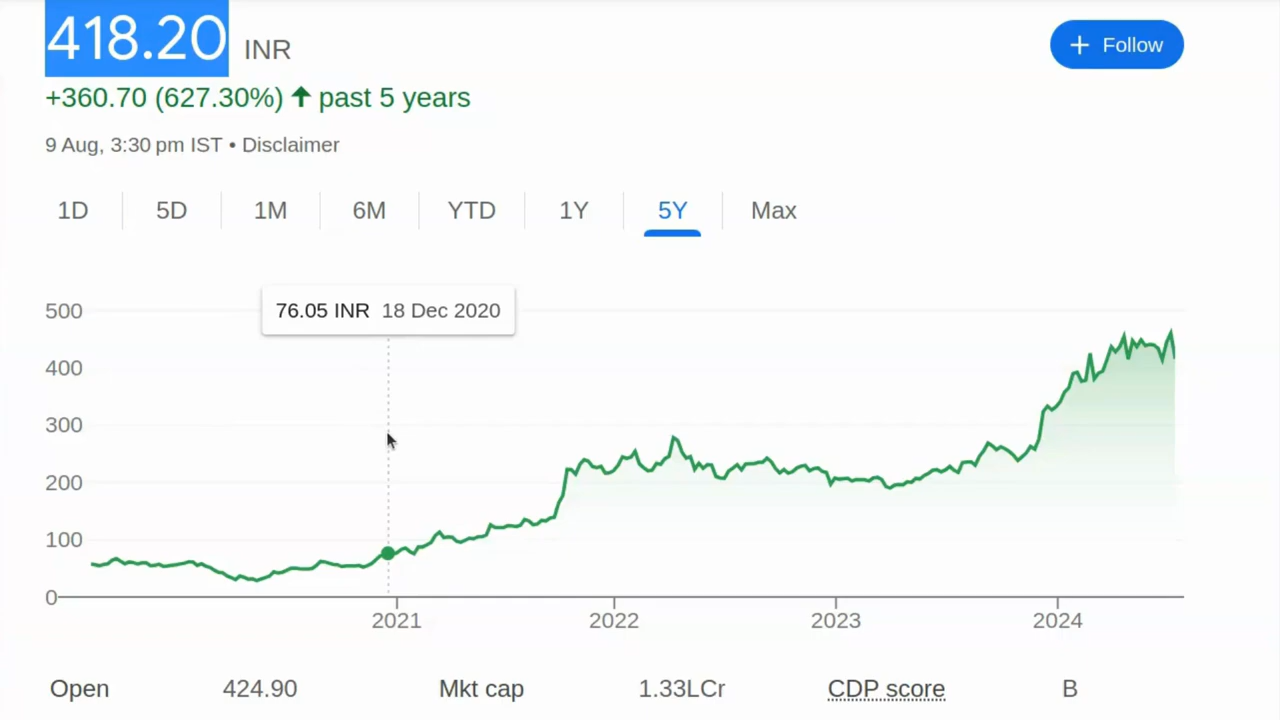 418.20 INR
+ Follow
+360.70 (627.30%) ↑ past 5 years
9 Aug, 3:30 pm IST • Disclaimer
1D 5D 1M 6M YTD 1Y 5Y Max
76.05 INR 18 Dec 2020
500
400
300
200
100
0
2021 2022 2023 2024
Open 424.90 Mkt cap 1.33LCr CDP score B